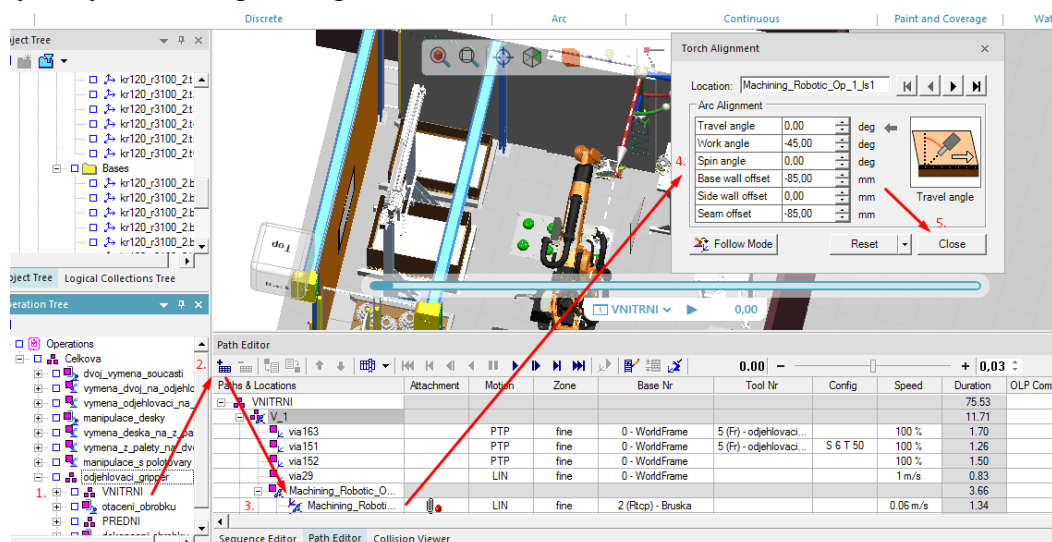 Discrete Arc Continuous Paint and Coverage
ject Tree
kr120_r3100_2.t
kr120_r3100_2.t
kr120_r3100_2.t
kr120_r3100_2.t
kr120_r3100_2.t
kr120_r3100_2.t
Bases
kr120_r3100_2.b
kr120_r3100_2.b
kr120_r3100_2.b
kr120_r3100_2.b
kr120_r3100_2.b
ject Tree Logical Collections Tree
Top
VNITRNI 0,00
Torch Alignment
Location: Machining_Robotic_Op_1_ls1
Arc Alignment
Travel angle 0,00 deg
4. Work angle -45,00 deg
Spin angle 0,00 deg
Base wall offset -85,00 mm
Side wall offset 0,00 mm Travel angle
Seam offset -85,00 mm
5.
Follow Mode Reset Close
eration Tree
Operations
Celkova
dvoj_vymena_soucasti
vymena_dvoj_na_odjehlo
vymena_odjehlovaci_na_
manipulace_desky
vymena_deska_na_z_pa
vymena_z_palety_na_dvo
manipulace_s_polotovary
odjehlovaci_gripper
1. VNITRNI
otaceni_obrobku
PREDNI
Path Editor
2. 0.00 0,03
Paths & Locations Attachment Motion Zone Base Nr Tool Nr Config Speed Duration OLP Com
VNITRNI 75.53
V_1 11.71
via163 PTP fine 0 - WorldFrame 5 (Fr) - odjehlovaci... 100 % 1.70
via151 PTP fine 0 - WorldFrame 5 (Fr) - odjehlovaci... S 6 T 50 100 % 1.26
via152 PTP fine 0 - WorldFrame 100 % 1.50
via29 LIN fine 0 - WorldFrame 1 m/s 0.83
Machining_Robotic_O... 3.66
3. Machining_Roboti... LIN fine 2 (Rtcp) - Bruska 0.06 m/s 1.34
Sequence Editor Path Editor Collision Viewer